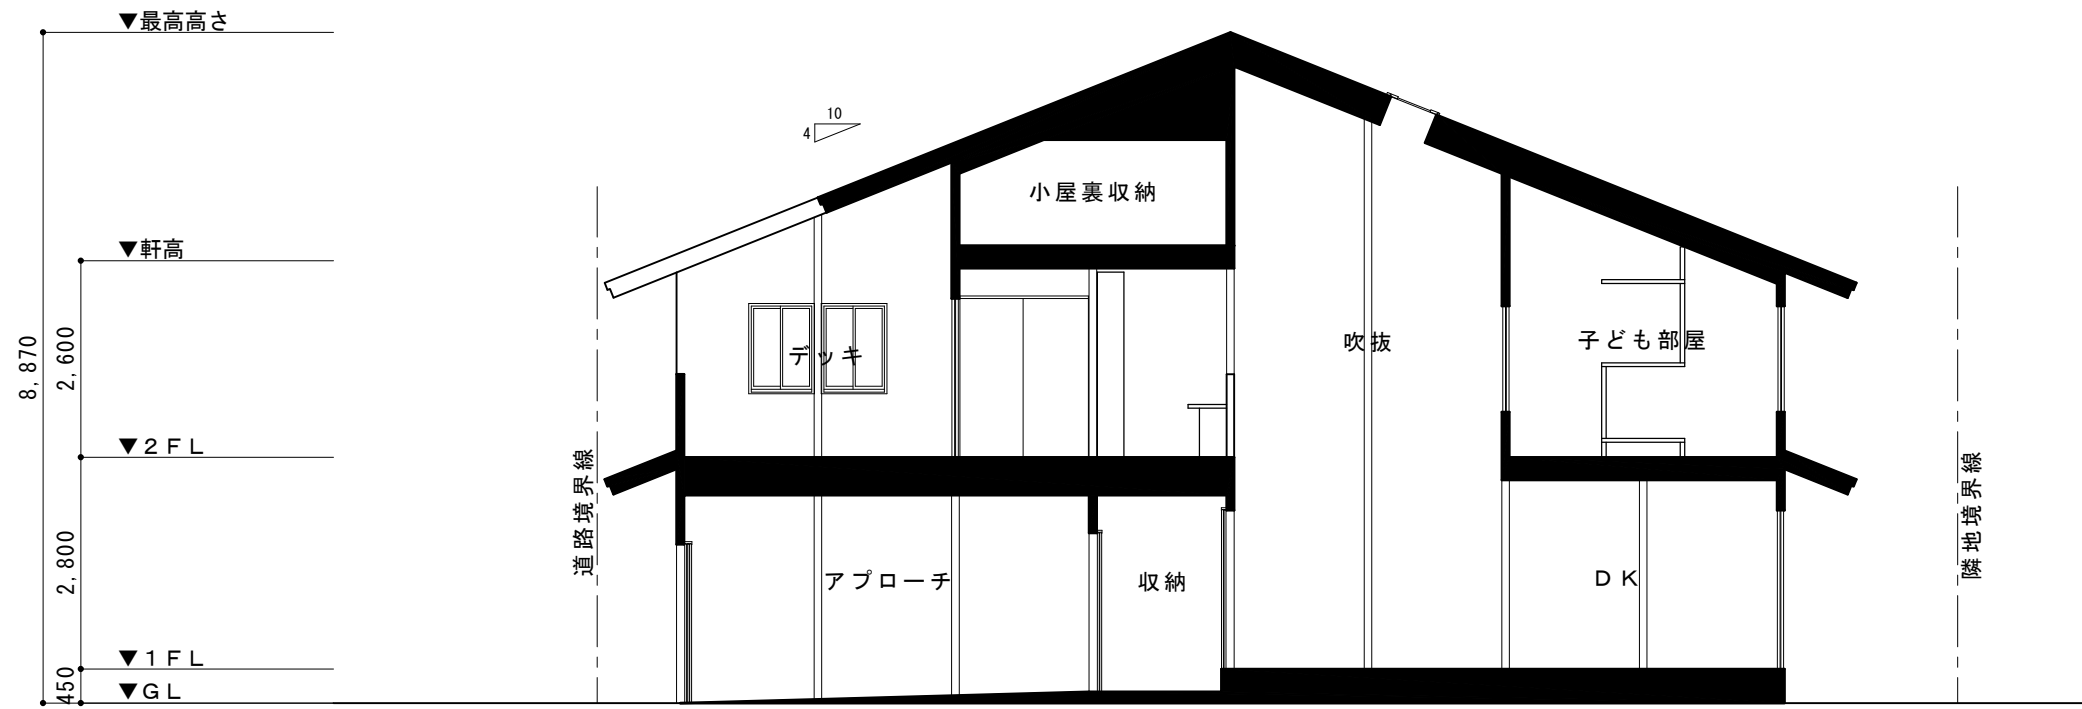 ▼最高高さ
10
4
小屋裏収納
▼軒高
8,870
2,600
デッキ
吹抜
子ども部屋
▼2FL
道路境界線
隣地境界線
2,800
アプローチ
収納
DK
▼1FL
450
▼GL